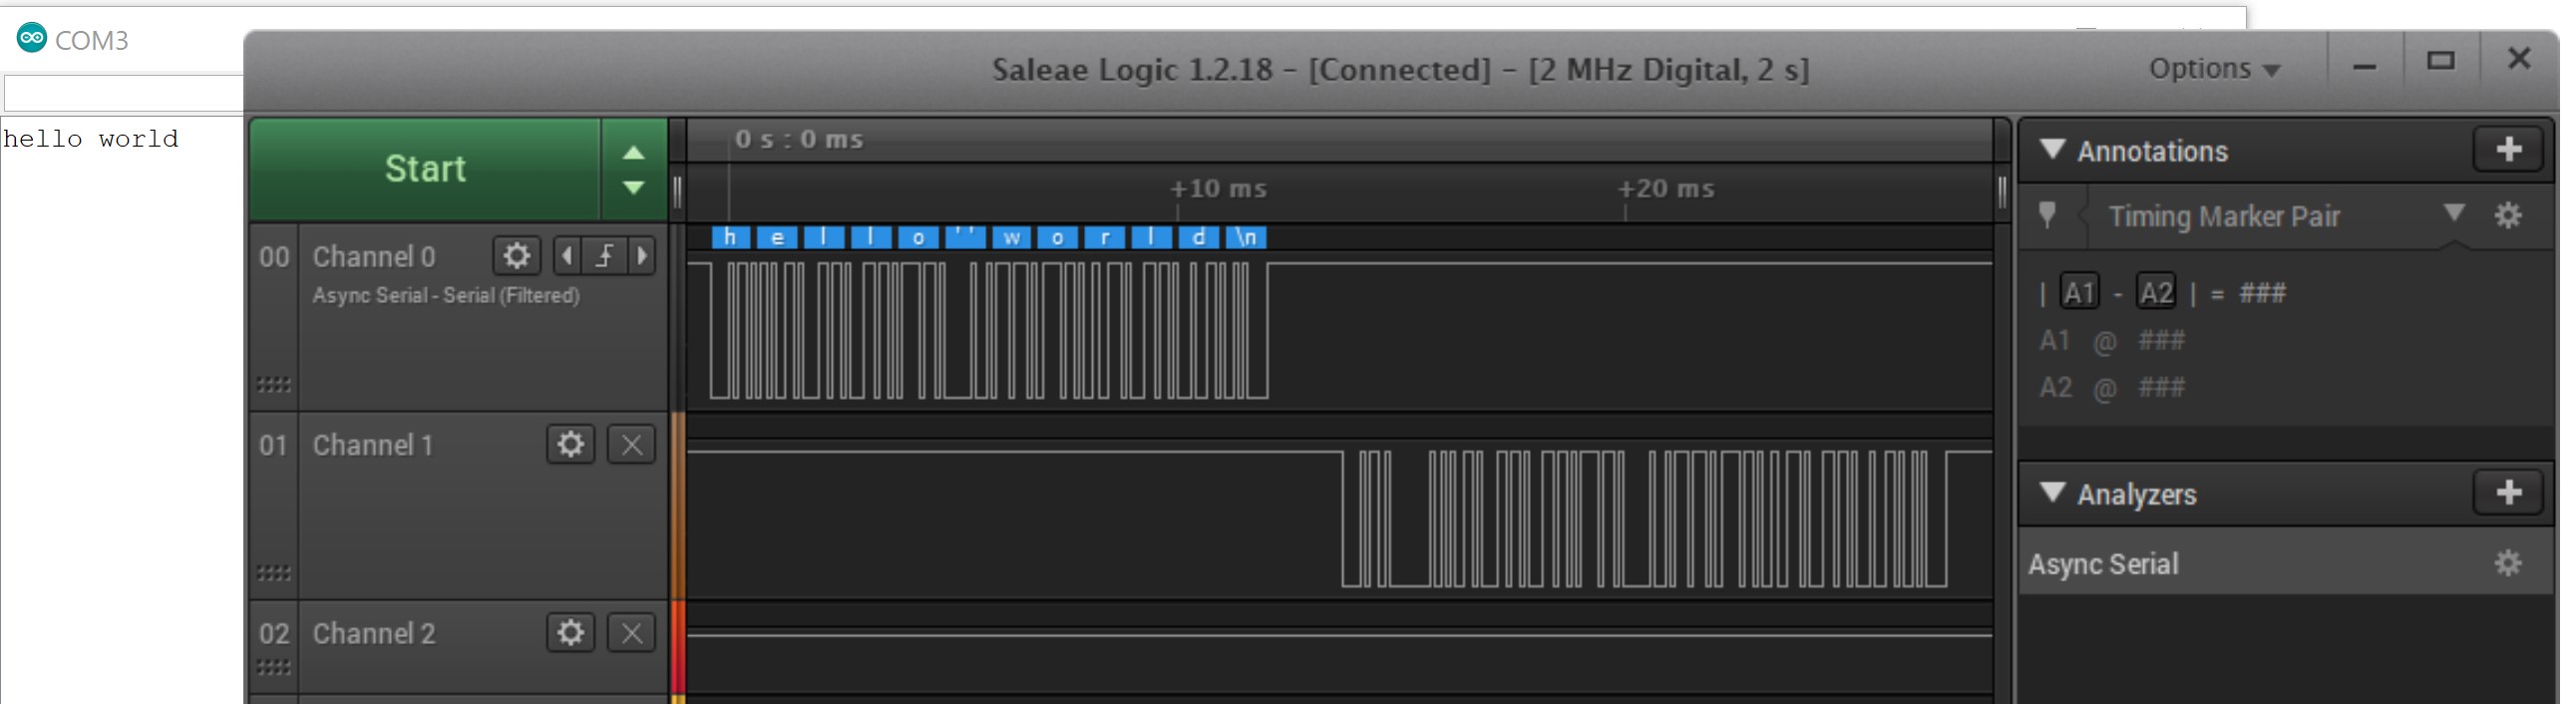 COM3
hello world
Saleae Logic 1.2.18 - [Connected] - [2 MHz Digital, 2 s]
Options
Start
0 s : 0 ms
+10 ms
+20 ms
h e l l o ' ' w o r l d \n
00 Channel 0
Async Serial - Serial (Filtered)
01 Channel 1
02 Channel 2
Annotations
Timing Marker Pair
| A1 - A2 | = ###
A1 @ ###
A2 @ ###
Analyzers
Async Serial